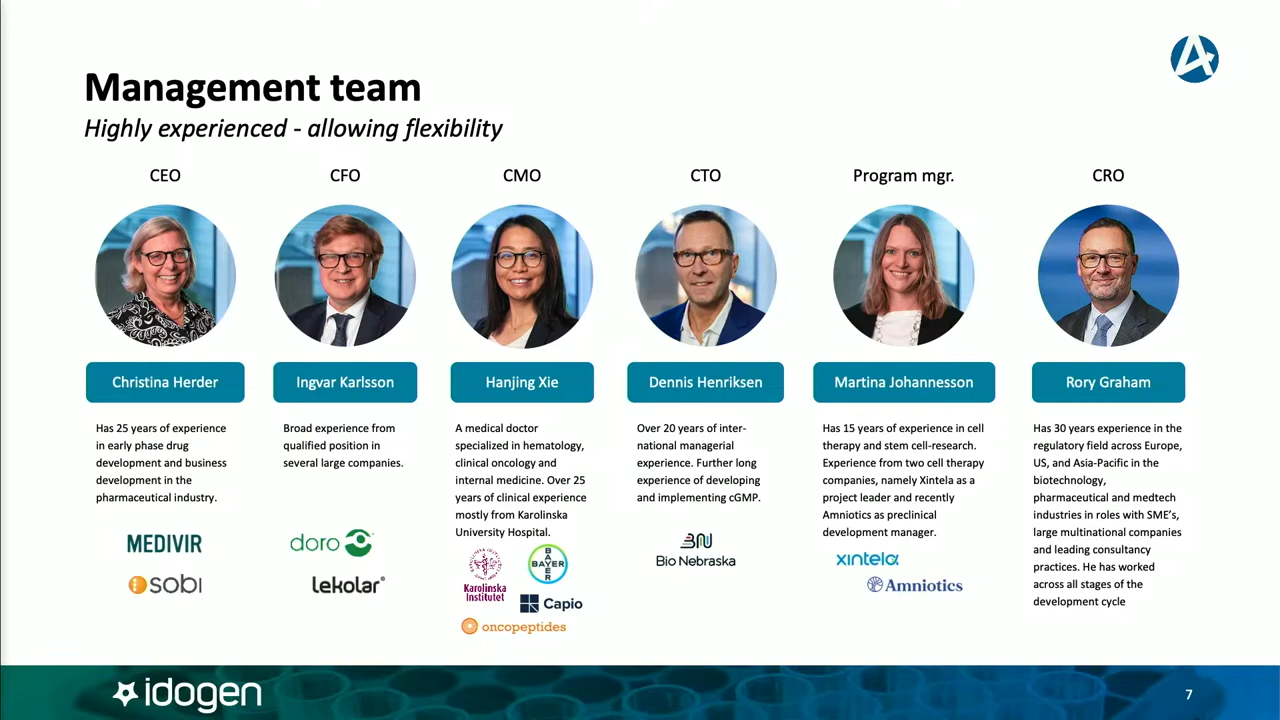 Management team
Highly experienced - allowing flexibility
CEO
CFO
CMO
CTO
Program mgr.
CRO
Christina Herder
Ingvar Karlsson
Hanjing Xie
Dennis Henriksen
Martina Johannesson
Rory Graham
Has 25 years of experience
in early phase drug
development and business
development in the
pharmaceutical industry.
MEDIVIR
sobi
Broad experience from
qualified position in
several large companies.
doro
Lekolar®
A medical doctor
specialized in hematology,
clinical oncology and
internal medicine. Over 25
years of clinical experience
mostly from Karolinska
University Hospital.
Karolinska
Institutet
BAYER
BAYER
Capio
oncopeptides
Over 20 years of inter-
national managerial
experience. Further long
experience of developing
and implementing cGMP.
BN
Bio Nebraska
Has 15 years of experience in cell
therapy and stem cell-research.
Experience from two cell therapy
companies, namely Xintela as a
project leader and recently
Amniotics as preclinical
development manager.
xintela
Amniotics
Has 30 years experience in the
regulatory field across Europe,
US, and Asia-Pacific in the
biotechnology,
pharmaceutical and medtech
industries in roles with SME's,
large multinational companies
and leading consultancy
practices. He has worked
across all stages of the
development cycle
idogen
7